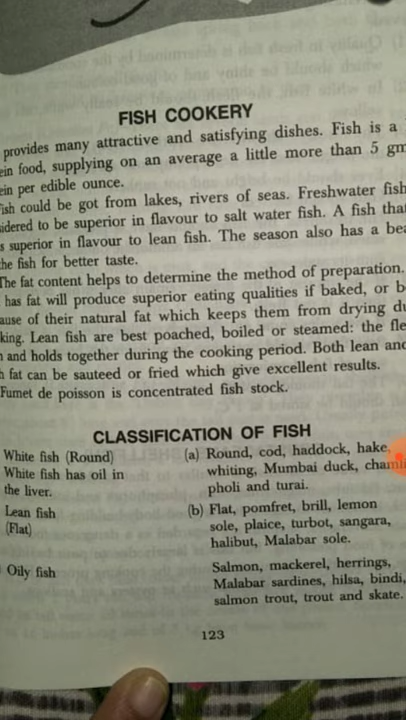 FISH COOKERY
provides many attractive and satisfying dishes. Fish is a
ein food, supplying on an average a little more than 5 gm
ein per edible ounce.
ish could be got from lakes, rivers of seas. Freshwater fish
sidered to be superior in flavour to salt water fish. A fish that
s superior in flavour to lean fish. The season also has a bea
he fish for better taste.
The fat content helps to determine the method of preparation.
has fat will produce superior eating qualities if baked, or b
ause of their natural fat which keeps them from drying du
king. Lean fish are best poached, boiled or steamed: the fle
and holds together during the cooking period. Both lean and
fat can be sauteed or fried which give excellent results.
Fumet de poisson is concentrated fish stock.
CLASSIFICATION OF FISH
White fish (Round) (a) Round, cod, haddock, hake,
White fish has oil in whiting, Mumbai duck,
the liver. pholi and turai.
Lean fish (b) Flat, pomfret, brill, lemon
(Flat) sole, plaice, turbot, sangara,
halibut, Malabar sole.
Oily fish Salmon, mackerel, herrings,
Malabar sardines, hilsa, bindi,
salmon trout, trout and skate.
123